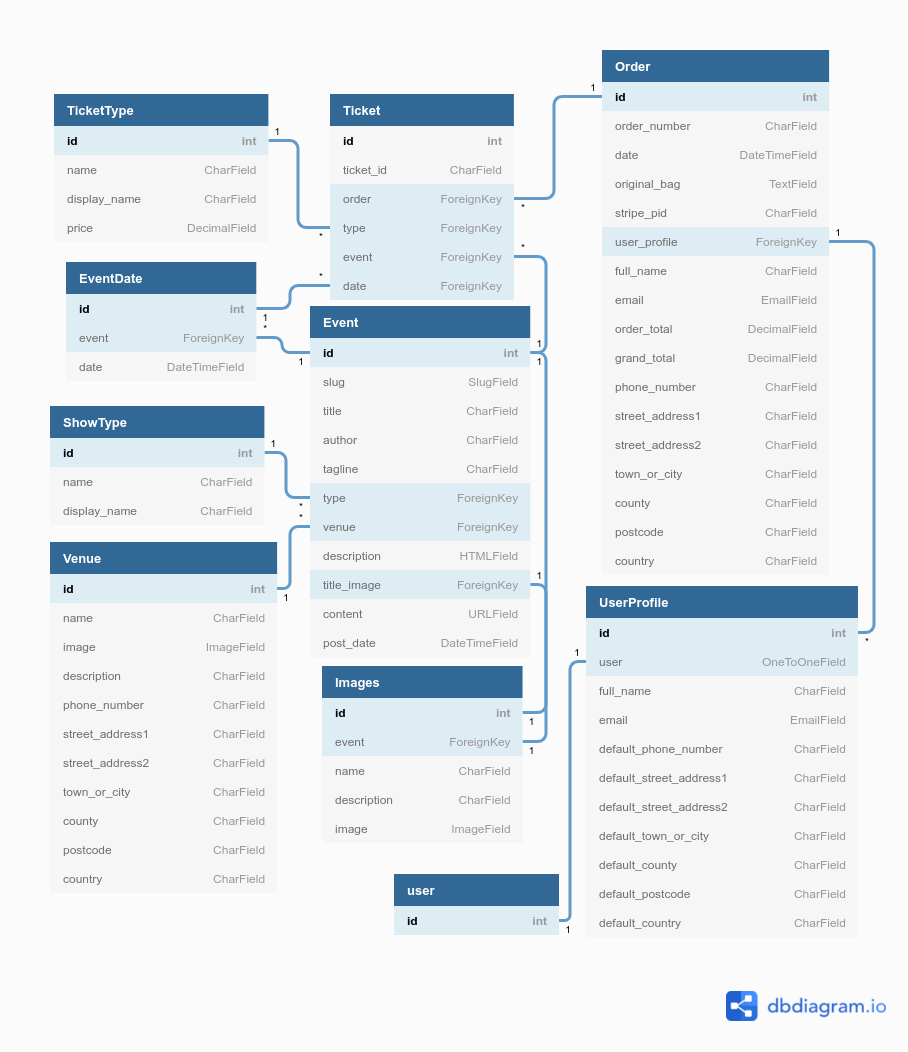 TicketType
id int
name CharField
display_name CharField
price DecimalField
1
*
EventDate
id int
event ForeignKey
date DateTimeField
1
*
*
1
ShowType
id int
name CharField
display_name CharField
1
*
*
Venue
id int
name CharField
image ImageField
description CharField
phone_number CharField
street_address1 CharField
street_address2 CharField
town_or_city CharField
county CharField
postcode CharField
country CharField
1
Ticket
id int
ticket_id CharField
order ForeignKey
type ForeignKey
event ForeignKey
date ForeignKey
*
*
Event
id int
slug SlugField
title CharField
author CharField
tagline CharField
type ForeignKey
venue ForeignKey
description HTMLField
title_image ForeignKey
content URLField
post_date DateTimeField
1
1
1
Images
id int
event ForeignKey
name CharField
description CharField
image ImageField
1
1
user
id int
1
Order
id int
order_number CharField
date DateTimeField
original_bag TextField
stripe_pid CharField
user_profile ForeignKey
full_name CharField
email EmailField
order_total DecimalField
grand_total DecimalField
phone_number CharField
street_address1 CharField
street_address2 CharField
town_or_city CharField
county CharField
postcode CharField
country CharField
1
1
UserProfile
id int
user OneToOneField
full_name CharField
email EmailField
default_phone_number CharField
default_street_address1 CharField
default_street_address2 CharField
default_town_or_city CharField
default_county CharField
default_postcode CharField
default_country CharField
*
1
dbdiagram.io